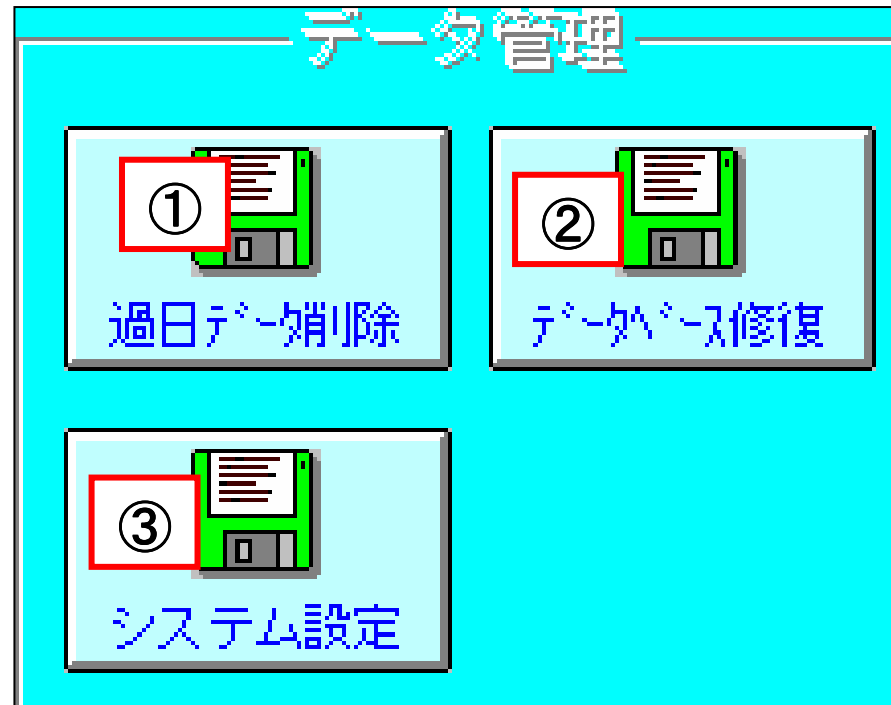 データ管理
①
②
過日ﾃﾞｰﾀ削除
ﾃﾞｰﾀﾍﾞｰｽ修復
③
システム設定